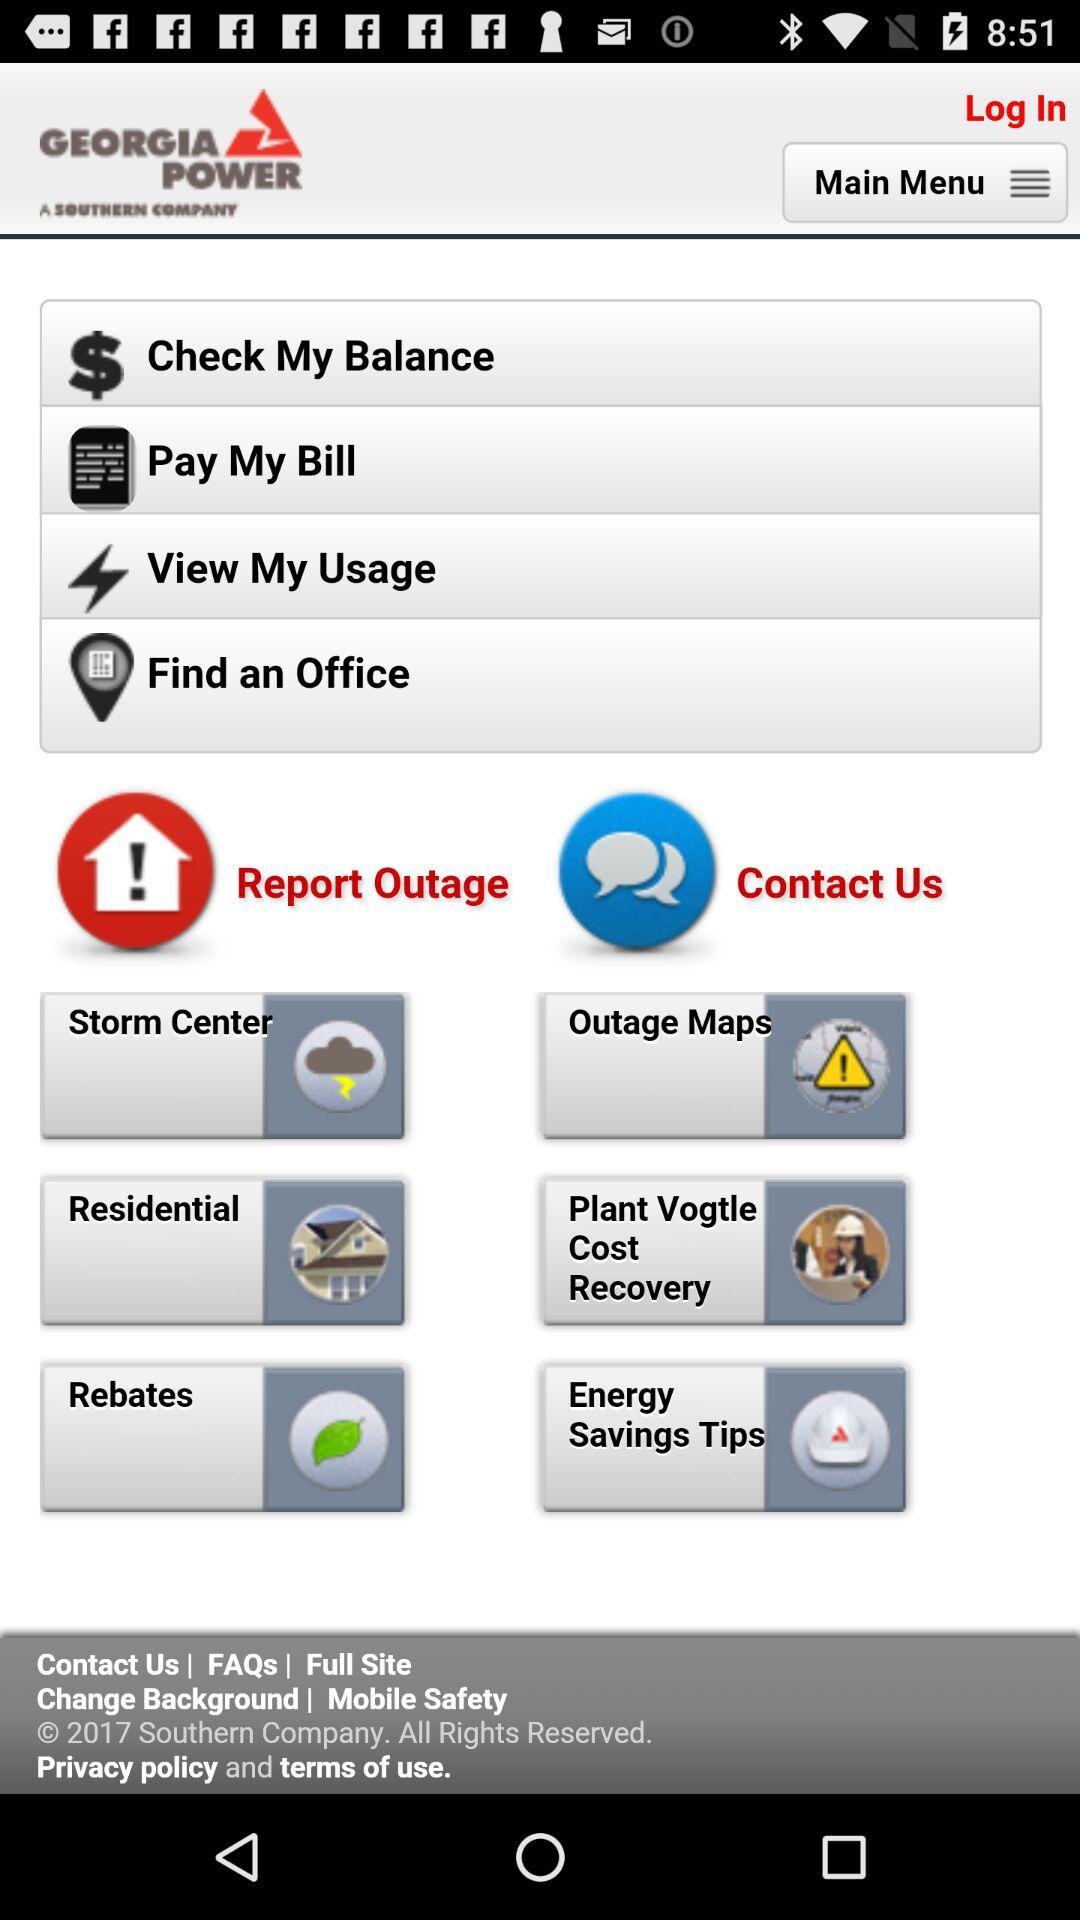 8:51
GEORGIA
POWER
A SOUTHERN COMPANY
Log In
Main Menu
Check My Balance
Pay My Bill
View My Usage
Find an Office
Report Outage
Contact Us
Storm Center
Outage Maps
Residential
Plant Vogtle
Cost
Recovery
Rebates
Energy
Savings Tips
Contact Us | FAQs | Full Site
Change Background | Mobile Safety
© 2017 Southern Company. All Rights Reserved.
Privacy policy and terms of use.